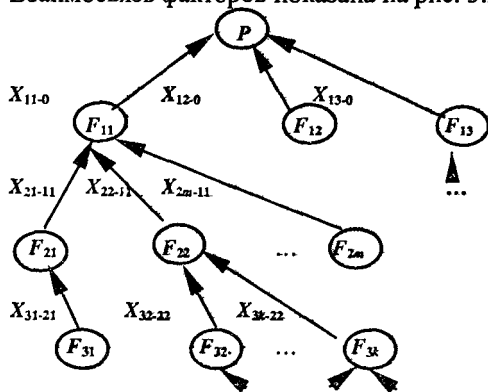 Взаимосвязь факторов показана на рис.
P
X11-0 X12-0 X13-0
F11 F12 F13
...
X21-11 X22-11 X2m-11
F21 F22 ... F2m
X31-21 X32-22 X3k-22
F31 F32 ... F3k